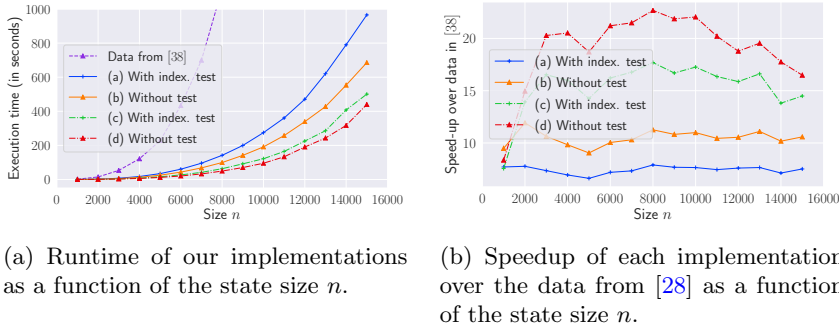 1000
800
600
400
200
0
Execution time (in seconds)
Data from [38]
(a) With index. test
(b) Without test
(c) With index. test
(d) Without test
0 2000 4000 6000 8000 10000 12000 14000 16000
Size n
(a) Runtime of our implementations
as a function of the state size n.
20
15
10
Speed-up over data in [38]
(a) With index. test
(b) Without test
(c) With index. test
(d) Without test
0 2000 4000 6000 8000 10000 12000 14000 16000
Size n
(b) Speedup of each implementation
over the data from [28] as a function
of the state size n.